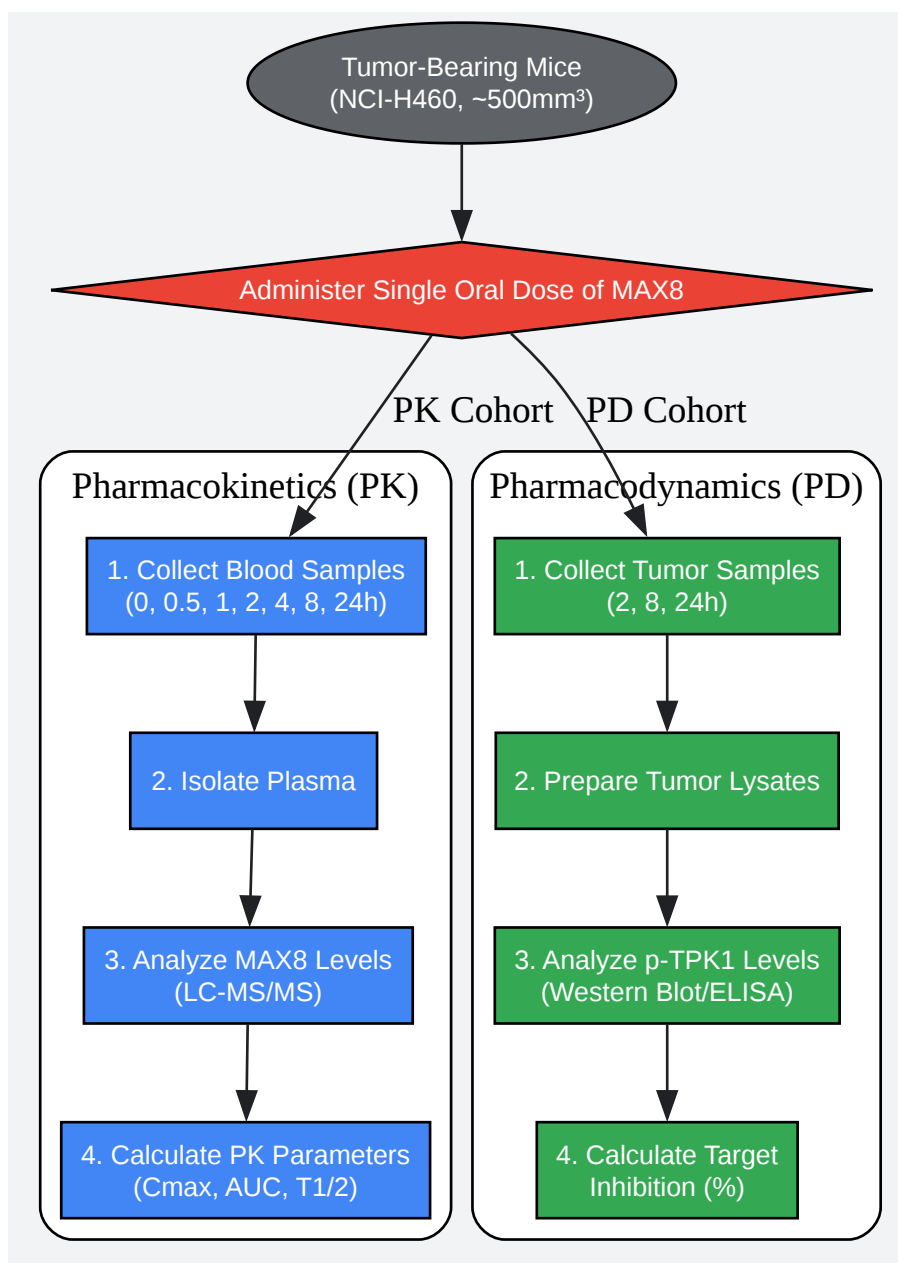 Tumor-Bearing Mice
(NCI-H460, ~500mm³)
Administer Single Oral Dose of MAX8
PK Cohort
PD Cohort
Pharmacokinetics (PK)
1. Collect Blood Samples
(0, 0.5, 1, 2, 4, 8, 24h)
2. Isolate Plasma
3. Analyze MAX8 Levels
(LC-MS/MS)
4. Calculate PK Parameters
(Cmax, AUC, T1/2)
Pharmacodynamics (PD)
1. Collect Tumor Samples
(2, 8, 24h)
2. Prepare Tumor Lysates
3. Analyze p-TPK1 Levels
(Western Blot/ELISA)
4. Calculate Target
Inhibition (%)